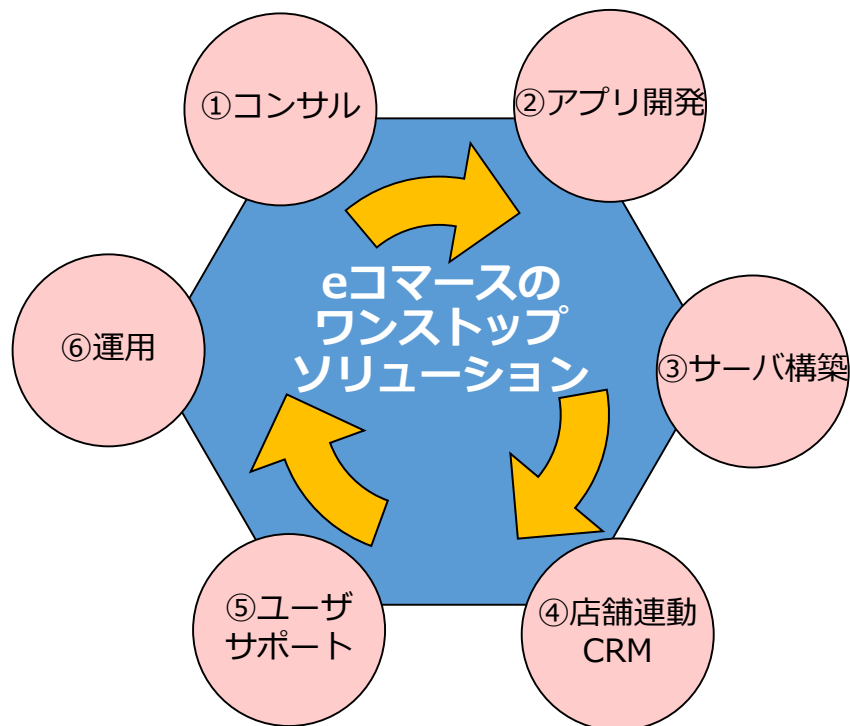 ①コンサル
②アプリ開発
eコマースの
ワンストップ
ソリューション
③サーバ構築
④店舗連動
CRM
⑤ユーザ
サポート
⑥運用